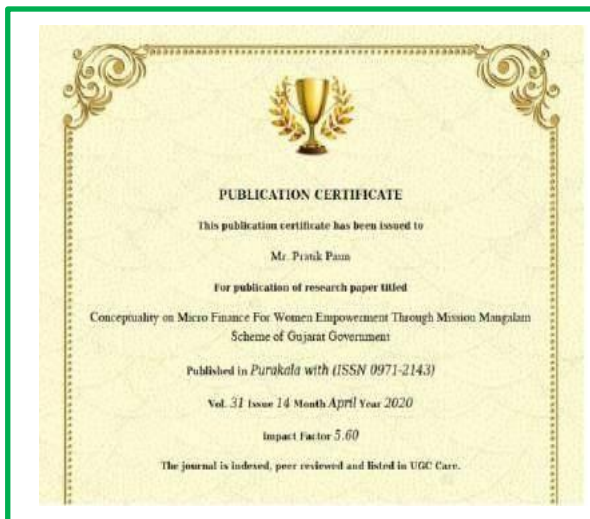 PUBLICATION CERTIFICATE
This publication certificate has been issued to
Mr. Pratik
For publication of research paper titled
Conceptuality on Micro Finance For Women Empowerment Through Mission Mangalam
Scheme of Gujarat Government
Published in Purakala with (ISSN 0971-2143)
Vol. 31 Issue 14 Month April Year 2020
Impact Factor 5.60
The journal is indexed, peer reviewed and listed in UGC Care.